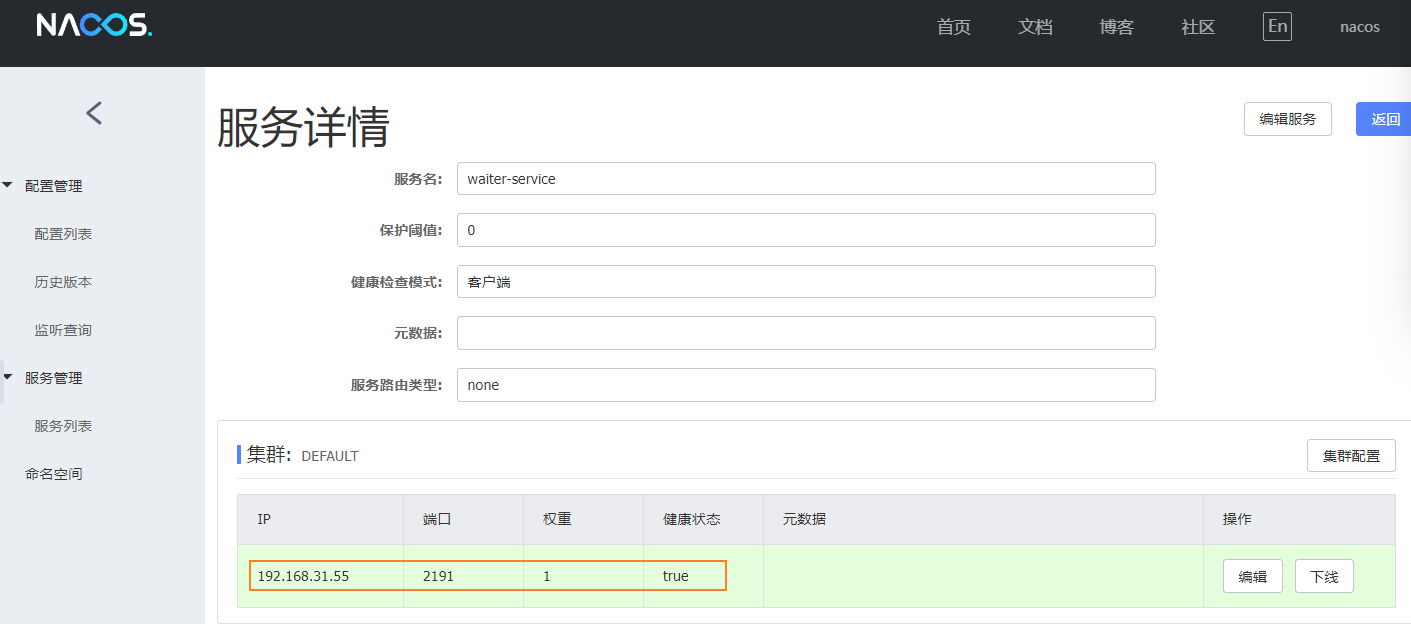 NACOS. 首页 文档 博客 社区 En nacos
配置管理
配置列表
历史版本
监听查询
服务管理
服务列表
命名空间
服务详情 编辑服务 返回
服务名: waiter-service
保护阈值: 0
健康检查模式: 客户端
元数据:
服务路由类型: none
集群: DEFAULT 集群配置
IP 端口 权重 健康状态 元数据 操作
192.168.31.55 2191 1 true 编辑 下线